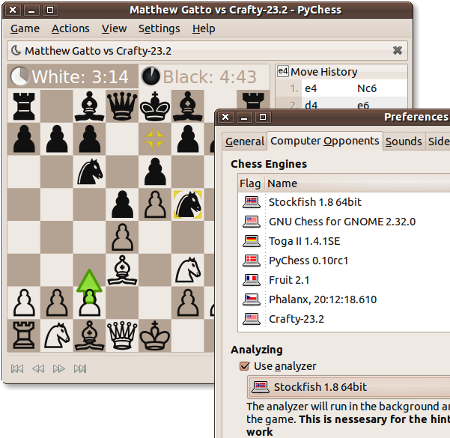 Matthew Gatto vs Crafty-23.2 - PyChess
Game Actions View Settings Help
Matthew Gatto vs Crafty-23.2
White: 3:14 Black: 4:43
e4 Move History
1. e4 Nc6
2. d4 e6
Preferences
General Computer Opponents Sounds Side
Chess Engines
Flag Name
Stockfish 1.8 64bit
GNU Chess for GNOME 2.32.0
Toga II 1.4.1SE
PyChess 0.10rc1
Fruit 2.1
Phalanx, 20:12:18.610
Crafty-23.2
Analyzing
Use analyzer
Stockfish 1.8 64bit
The analyzer will run in the background an
the game. This is nessesary for the hint
work